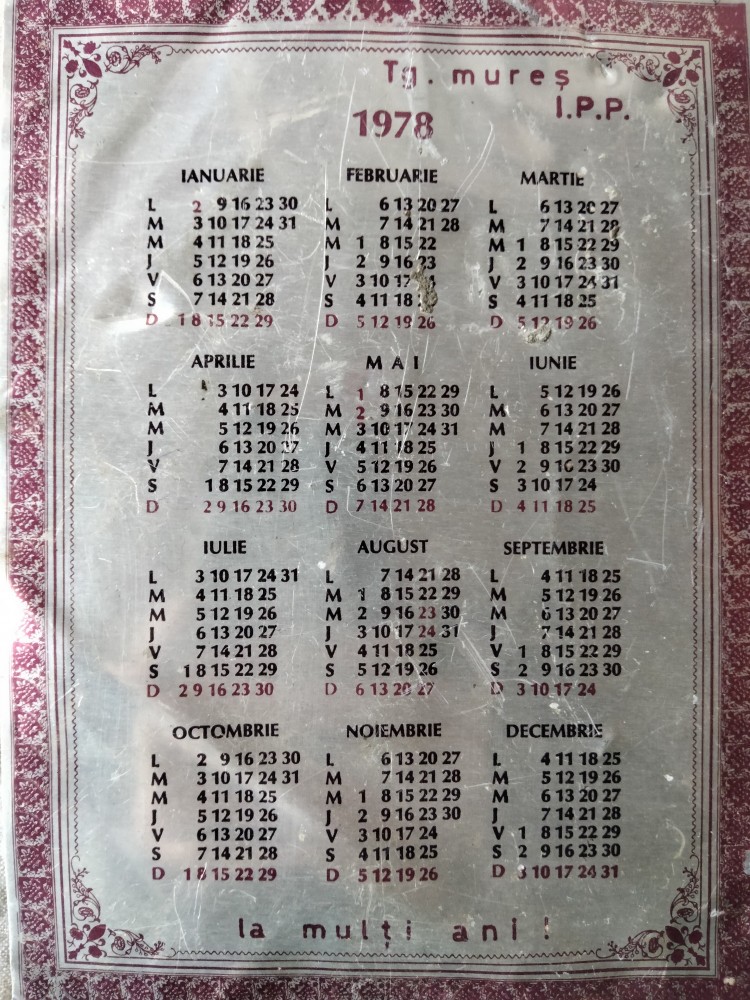 Tg. mureș
I.P.P.
1978
IANUARIE FEBRUARIE MARTIE
L 2 9 16 23 30 L 6 13 20 27 L 6 13 20 27
M 3 10 17 24 31 M 7 14 21 28 M 7 14 21 28
M 4 11 18 25 M 1 8 15 22 M 1 8 15 22 29
J 5 12 19 26 J 2 9 16 23 J 2 9 16 23 30
V 6 13 20 27 V 3 10 17 V 3 10 17 24 31
S 7 14 21 28 S 4 11 18 S 4 11 18 25
D 1 8 15 22 29 D 5 12 19 26 D 5 12 19 26
APRILIE MAI IUNIE
L 3 10 17 24 L 1 8 15 22 29 L 5 12 19 26
M 4 11 18 25 M 2 9 16 23 30 M 6 13 20 27
M 5 12 19 26 M 3 10 17 24 31 M 7 14 21 28
J 6 13 20 27 J 4 11 18 25 J 1 8 15 22 29
V 7 14 21 28 V 5 12 19 26 V 2 9 16 23 30
S 1 8 15 22 29 S 6 13 20 27 S 3 10 17 24
D 2 9 16 23 30 D 7 14 21 28 D 4 11 18 25
IULIE AUGUST SEPTEMBRIE
L 3 10 17 24 31 L 7 14 21 28 L 4 11 18 25
M 4 11 18 25 M 1 8 15 22 29 M 5 12 19 26
M 5 12 19 26 M 2 9 16 23 30 M 6 13 20 27
J 6 13 20 27 J 3 10 17 24 31 J 7 14 21 28
V 7 14 21 28 V 4 11 18 25 V 1 8 15 22 29
S 1 8 15 22 29 S 5 12 19 26 S 2 9 16 23 30
D 2 9 16 23 30 D 6 13 20 27 D 3 10 17 24
OCTOMBRIE NOIEMBRIE DECEMBRIE
L 2 9 16 23 30 L 6 13 20 27 L 4 11 18 25
M 3 10 17 24 31 M 7 14 21 28 M 5 12 19 26
M 4 11 18 25 M 1 8 15 22 29 M 6 13 20 27
J 5 12 19 26 J 2 9 16 23 30 J 7 14 21 28
V 6 13 20 27 V 3 10 17 24 V 1 8 15 22 29
S 7 14 21 28 S 4 11 18 25 S 2 9 16 23 30
D 1 8 15 22 29 D 5 12 19 26 D 3 10 17 24 31
la mulți ani!